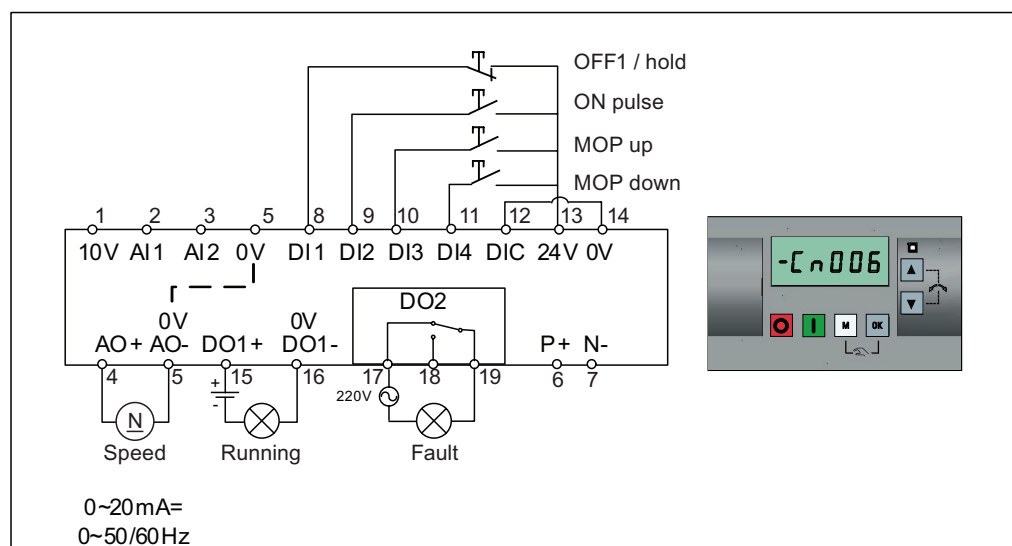 OFF1 / hold
ON pulse
MOP up
MOP down
1 2 3 5 8 9 10 11 12 13 14
10V AI1 AI2 0V DI1 DI2 DI3 DI4 DIC 24V 0V
-Cn006
DO2
0V 0V
AO+ AO- DO1+ DO1- P+ N-
M OK
4 5 15 16 17 18 19 6 7
+
-
220V
N
Speed Running Fault
0~20mA=
0~50/60Hz